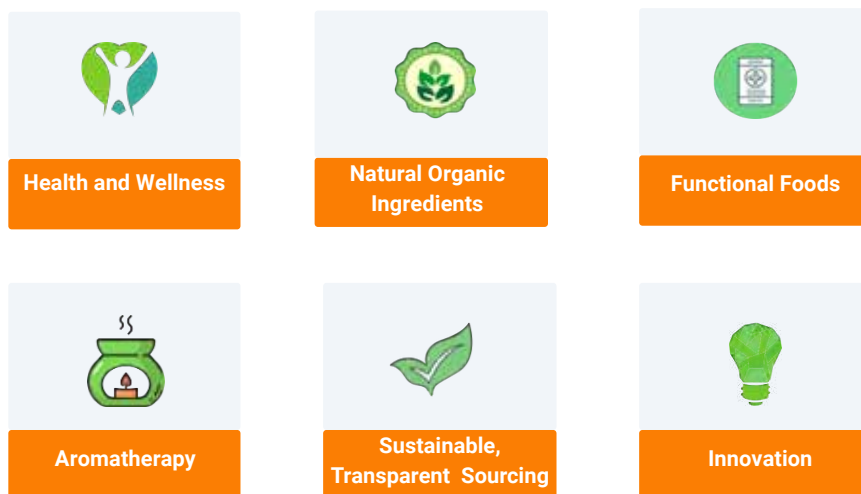 Health and Wellness
Natural Organic
Ingredients
Functional Foods
Aromatherapy
Sustainable,
Transparent Sourcing
Innovation